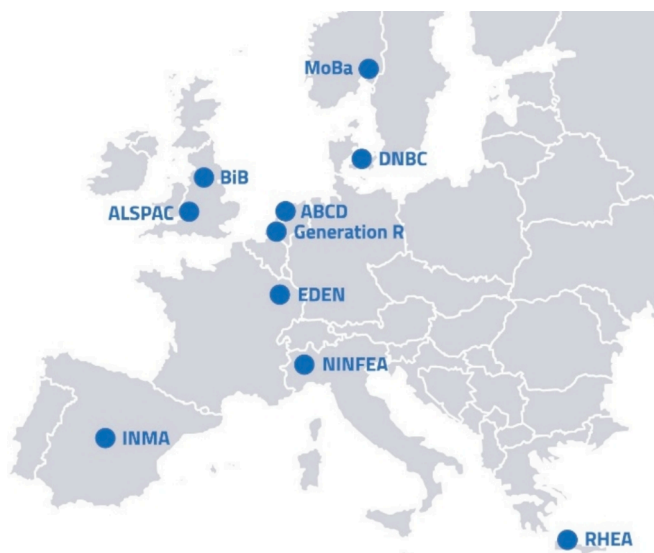 MoBa
DNBC
BiB
ALSPAC
ABCD
Generation R
EDEN
NINFEA
INMA
RHEA